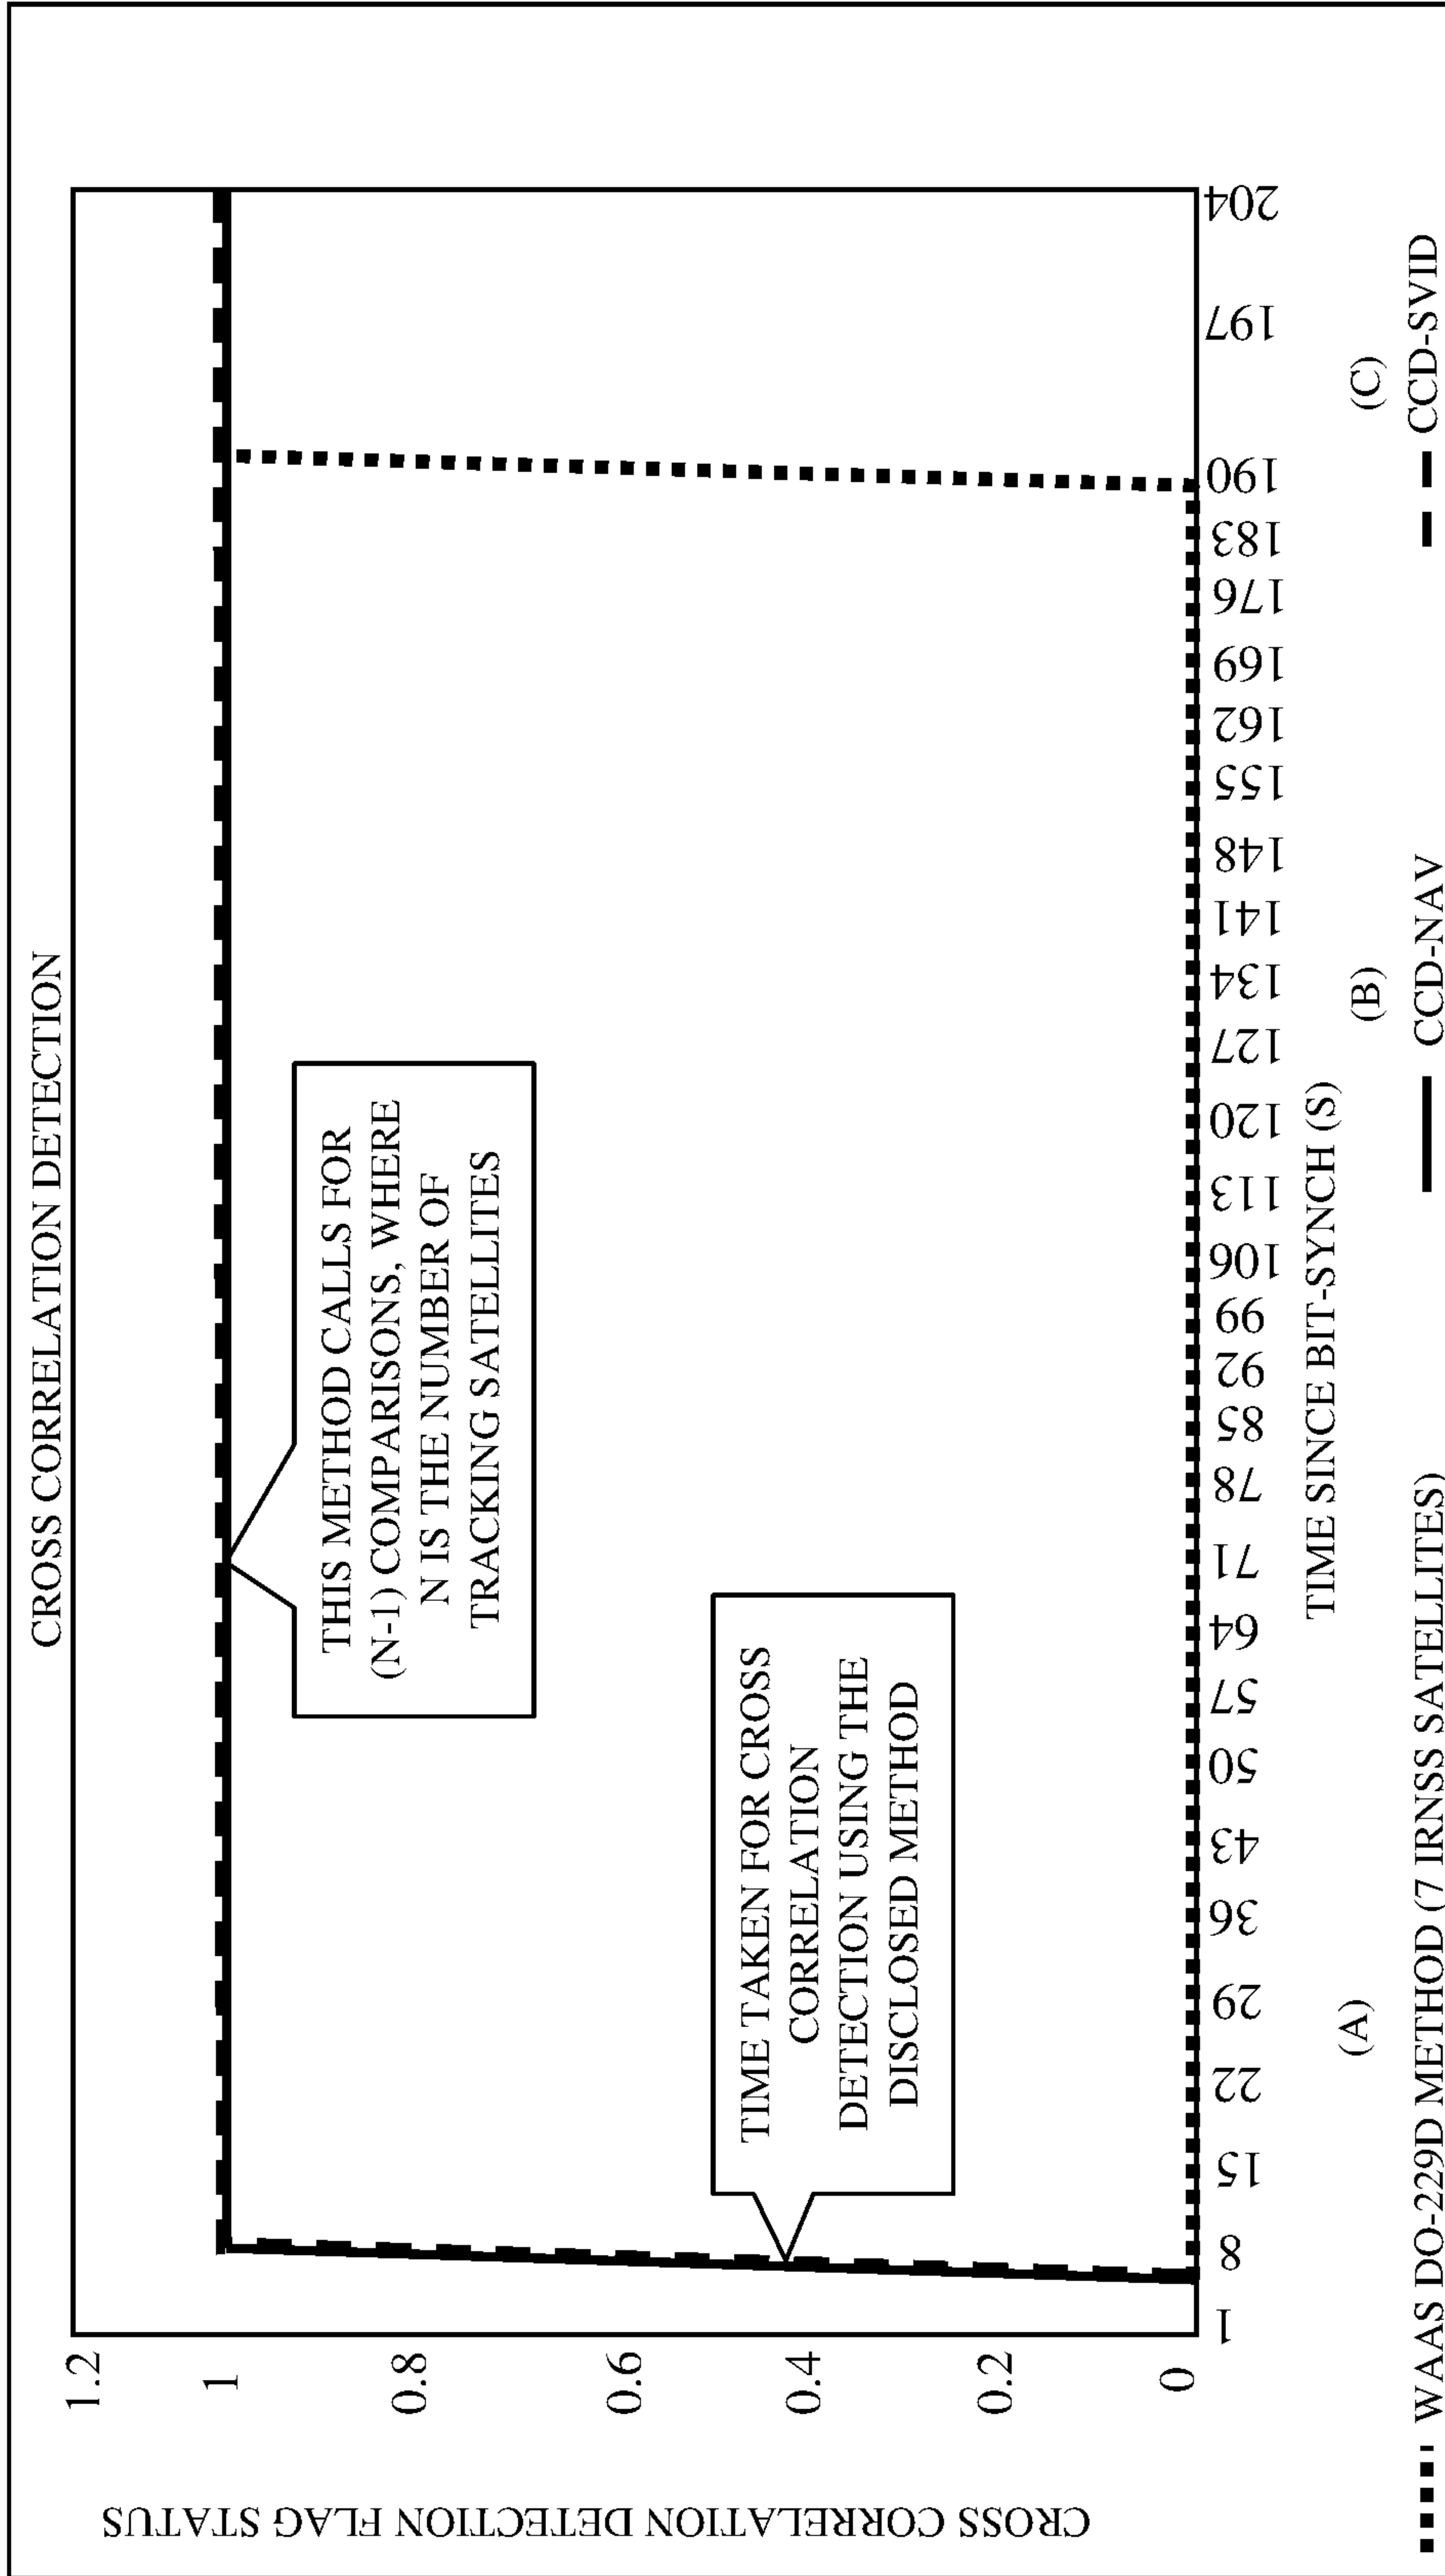 CROSS CORRELATION DETECTION
CROSS CORRELATION DETECTION FLAG STATUS
1.2
1
0.8
0.6
0.4
0.2
0
THIS METHOD CALLS FOR
(N-1) COMPARISONS, WHERE
N IS THE NUMBER OF
TRACKING SATELLITES
TIME TAKEN FOR CROSS
CORRELATION
DETECTION USING THE
DISCLOSED METHOD
1 8 15 22 29 36 43 50 57 64 71 78 85 92 99 106 113 120 127 134 141 148 155 162 169 176 183 190 197 204
TIME SINCE BIT-SYNCH (S)
(A) (B) (C)
WAAS DO-229D METHOD (7 IRNSS SATELLITES) CCD-NAV CCD-SVID